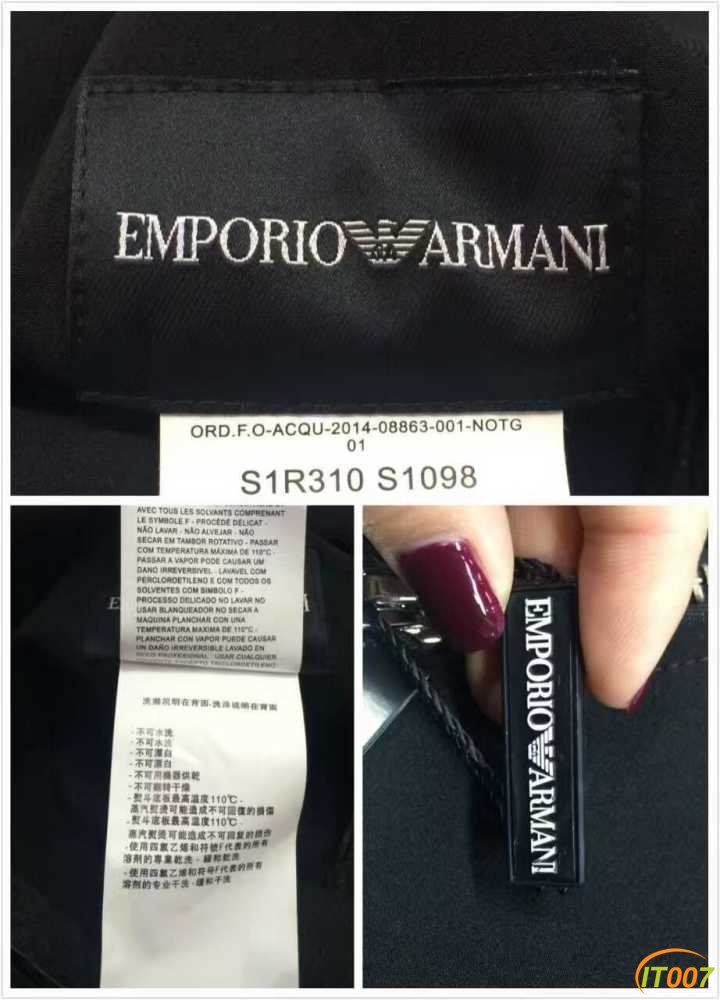 EMPORIO ARMANI
ORD.F.O-ACQU-2014-08863-001-NOTG
01
S1R310 S1098
AVEC TOUS LES SOLVANTS COMPRENANT
LE SYMBOLE F - PROCÉDÉ DÉLICAT -
NÃO LAVAR - NÃO ALVEJAR - NÃO
SECAR EM TAMBOR ROTATIVO - PASSAR
COM TEMPERATURA MÁXIMA DE 110°C -
PASSAR A VAPOR PODE CAUSAR UM
DANO IRREVERSIVEL - LAVAVEL COM
PERCLOROETILENO E COM TODOS OS
SOLVENTES COM SIMBOLO F -
PROCESSO DELICADO NO LAVAR NO
USAR BLANQUEADOR NO SECAR A
MAQUINA PLANCHAR CON UNA
TEMPERATURA MAXIMA DE 110°C -
PLANCHAR CON VAPOR PUEDE CAUSAR
UN DAÑO IRREVERSIBLE LAVADO EN
SECO PROFESIONAL USAR CUALQUIER
EXCEPTO TRICLOROETILENO
洗滌説明在背面-洗涤说明在背面
- 不可水洗
- 不可水洗
- 不可漂白
- 不可漂白
- 不可用機器烘乾
- 不可翻转干燥
- 熨斗底板最高溫度110℃ -
蒸汽熨燙可能造成不可回復的損傷
- 熨斗底板最高温度110℃ -
蒸汽熨烫可能造成不可回复的损伤
- 使用四氯乙烯和符號F代表的所有
溶劑的專業乾洗 - 緩和乾洗
- 使用四氯乙烯和符号F代表的所有
溶剂的专业干洗 - 缓和干洗
EMPORIO ARMANI
IT007